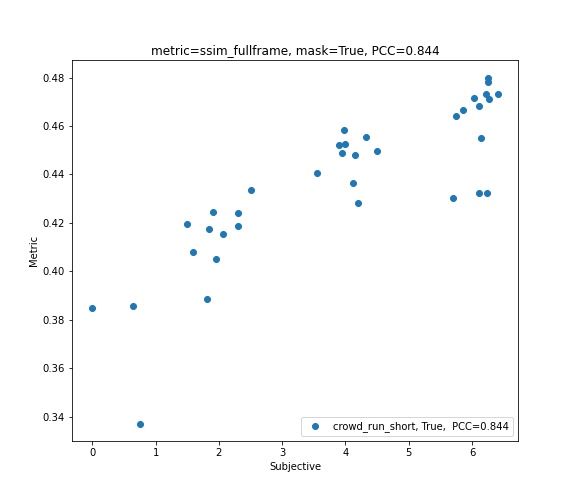 metric=ssim_fullframe, mask=True, PCC=0.844
0.48
0.46
0.44
0.42
0.40
0.38
0.36
0.34
Metric
crowd_run_short, True,  PCC=0.844
0 1 2 3 4 5 6
Subjective